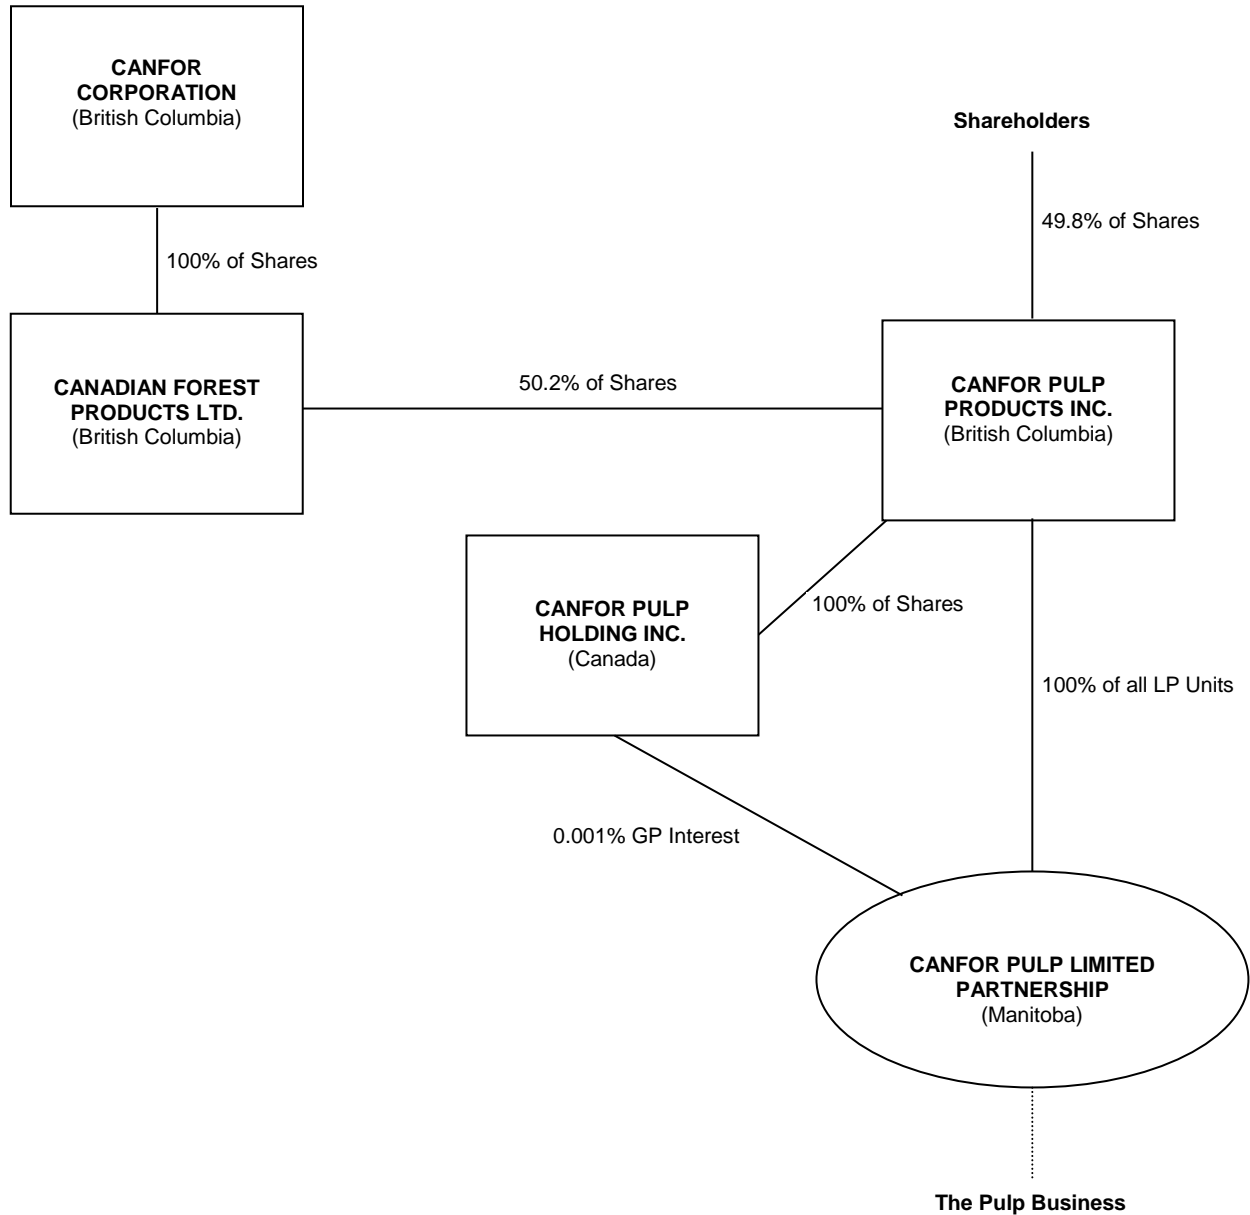 CANFOR
CORPORATION
(British Columbia)
Shareholders
49.8% of Shares
100% of Shares
CANADIAN FOREST
PRODUCTS LTD.
(British Columbia)
50.2% of Shares
CANFOR PULP
PRODUCTS INC.
(British Columbia)
CANFOR PULP
HOLDING INC.
(Canada)
100% of Shares
100% of all LP Units
0.001% GP Interest
CANFOR PULP LIMITED
PARTNERSHIP
(Manitoba)
The Pulp Business